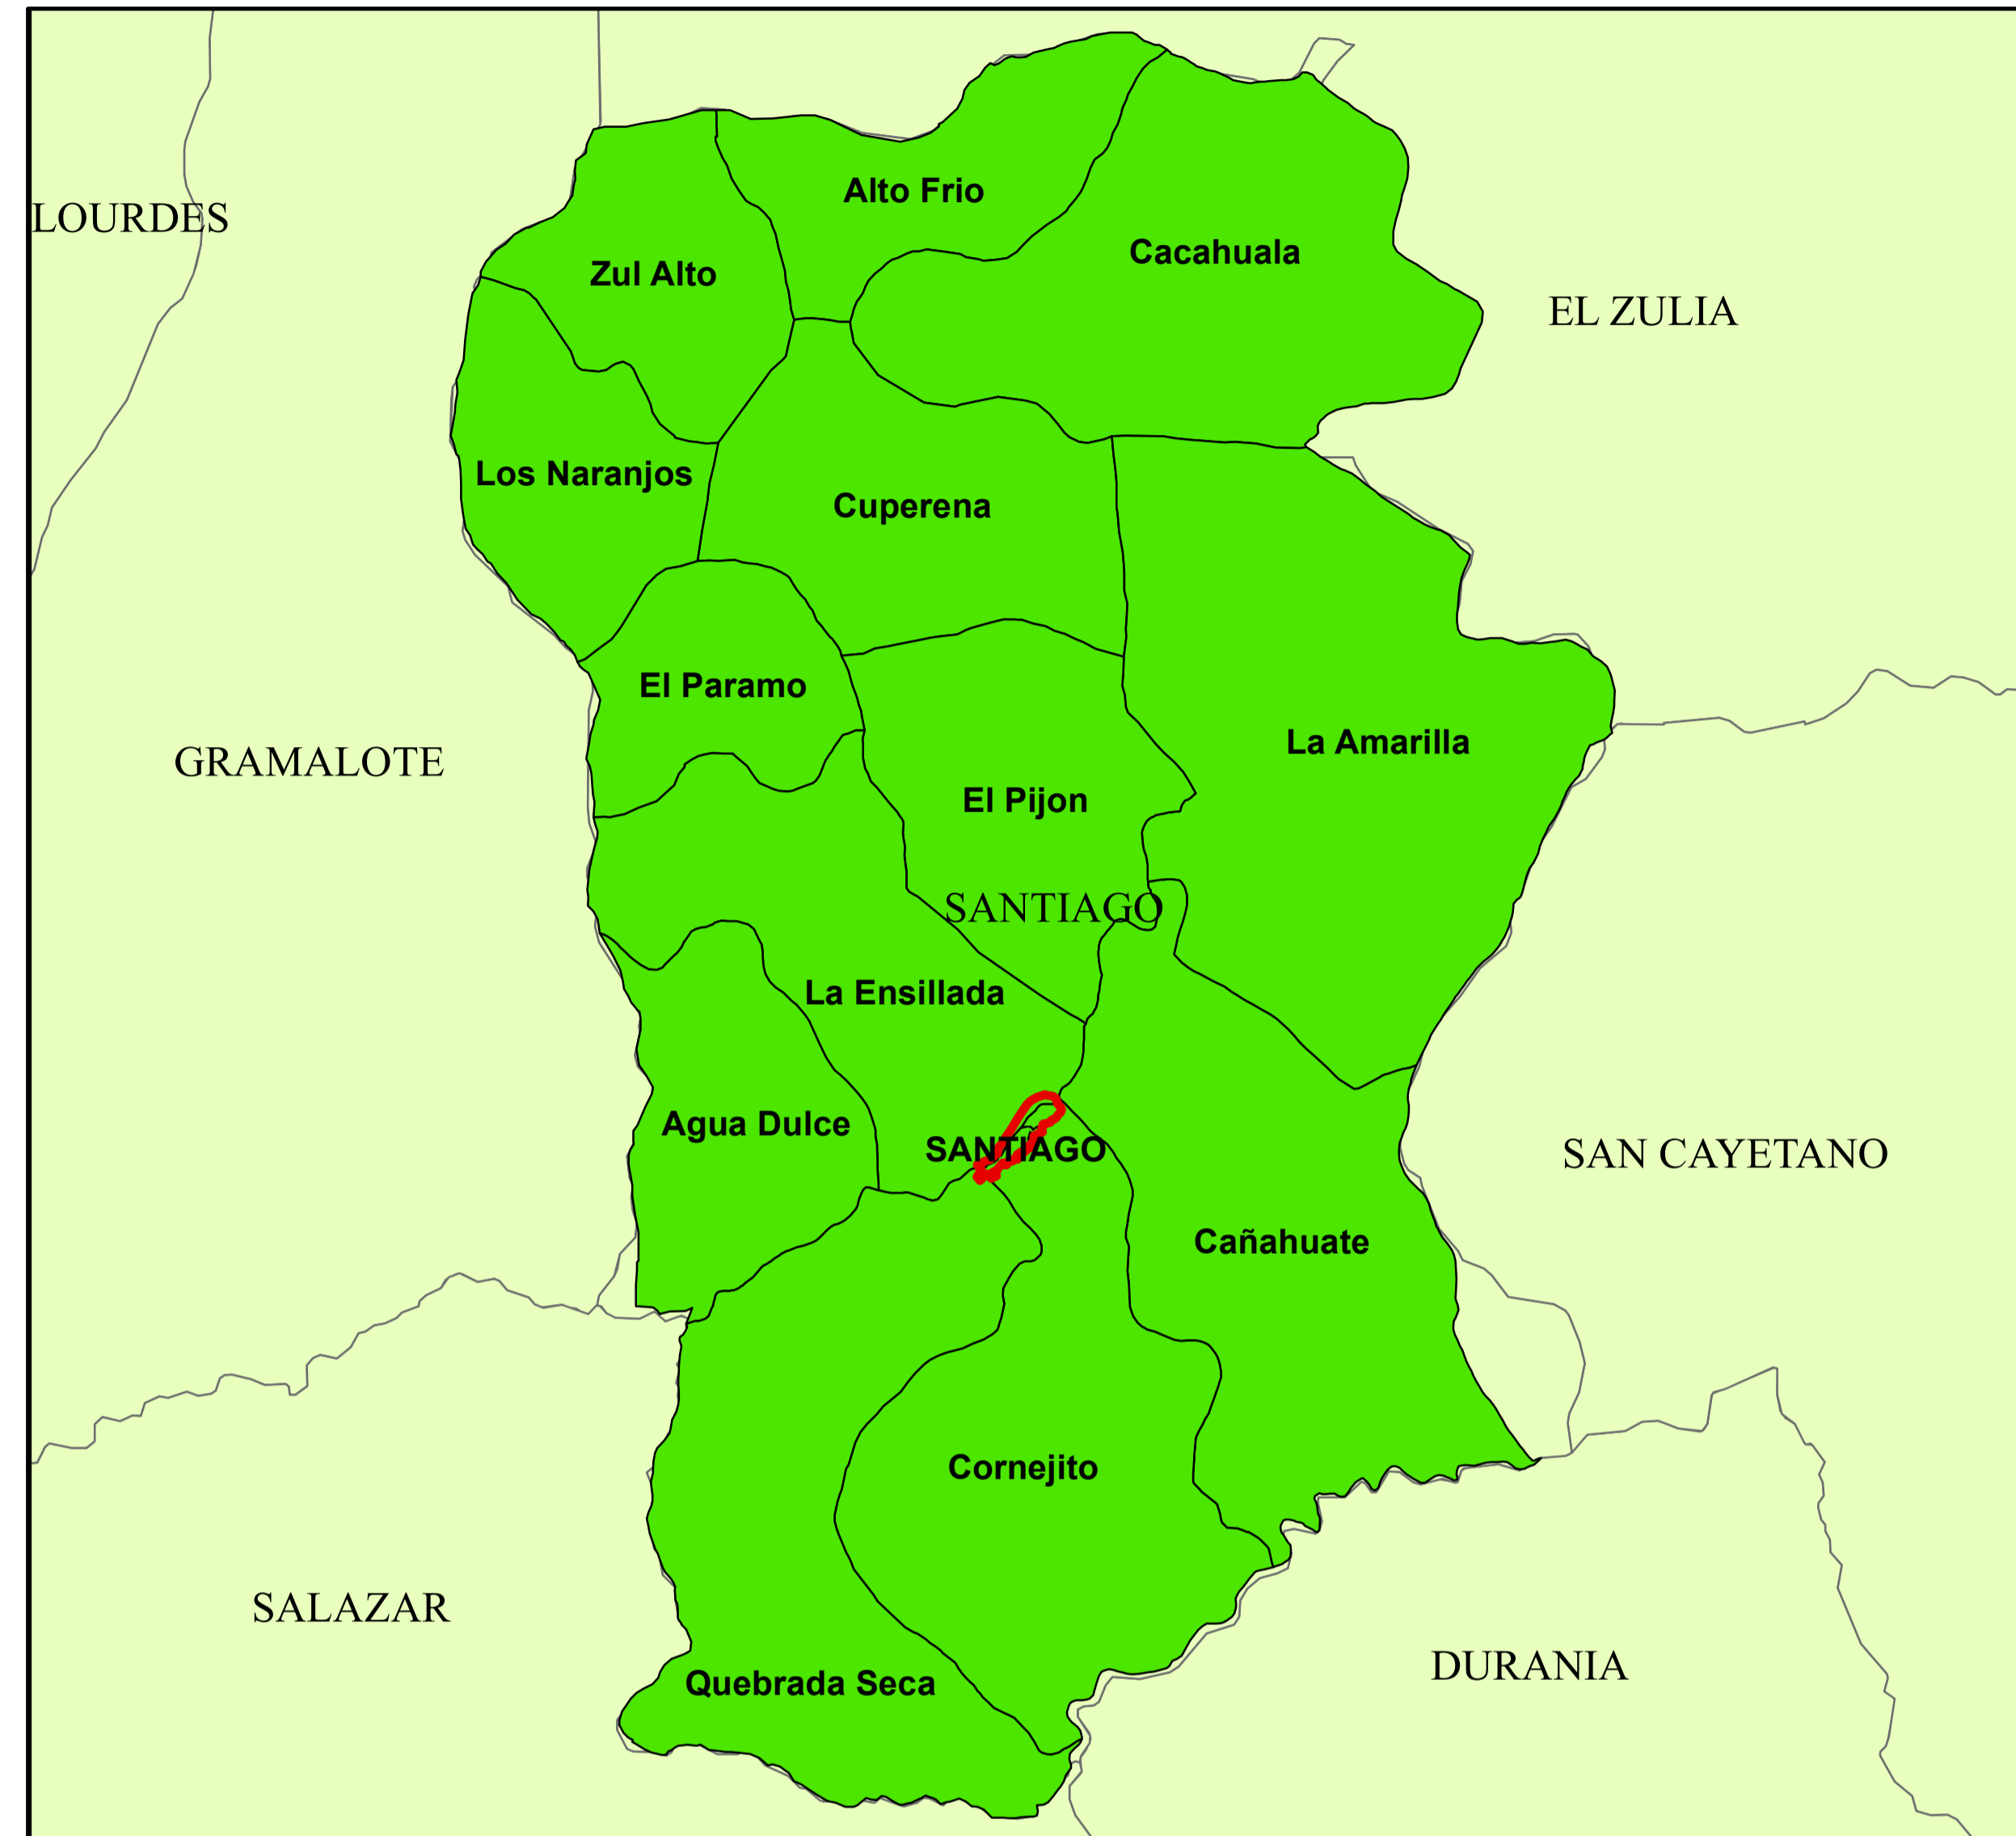 Alto Frio
LOURDES
Cacahuala
Zul Alto
EL ZULIA
Los Naranjos
Cuperena
El Paramo
La Amarilla
GRAMALOTE
El Pijon
SANTIAGO
La Ensillada
Agua Dulce
SANTIAGO
SAN CAYETANO
Cañahuate
Cornejito
SALAZAR
DURANIA
Quebrada Seca